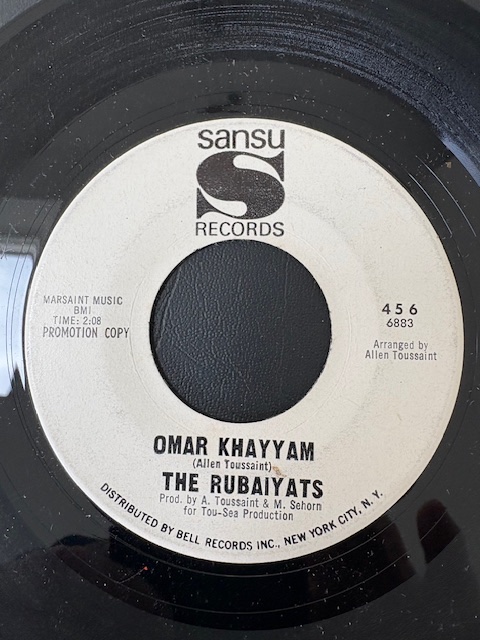 sansu
S
RECORDS
MARSAINT MUSIC
BMI
TIME: 2:08
PROMOTION COPY
456
6883
Arranged by
Allen Toussaint
OMAR KHAYYAM
(Allen Toussaint)
THE RUBAIYATS
Prod. by A. Toussaint & M. Sehorn
for Tou-Sea Production
DISTRIBUTED BY BELL RECORDS INC., NEW YORK CITY, N. Y.